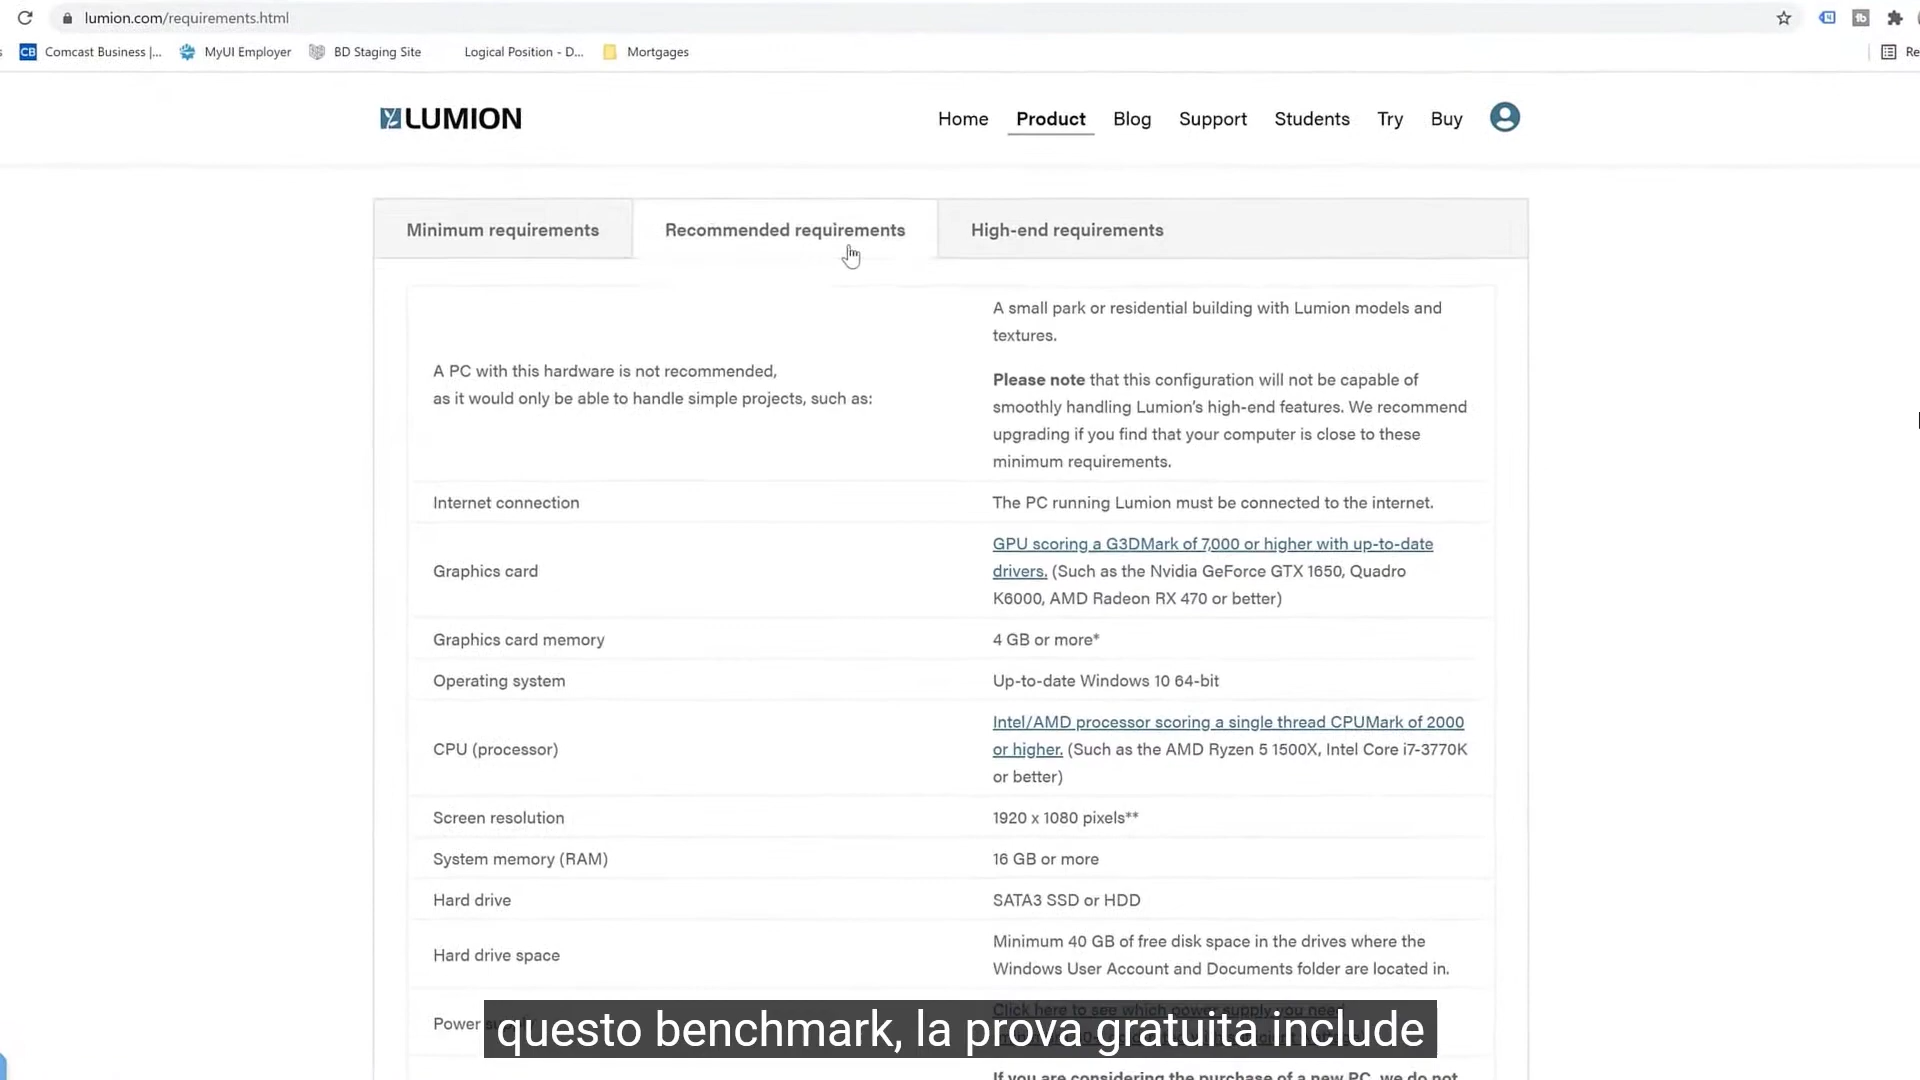 lumion.com/requirements.html
CB Comcast Business |... MyUI Employer BD Staging Site Logical Position - D... Mortgages Re
LUMION
Home Product Blog Support Students Try Buy
Minimum requirements Recommended requirements High-end requirements
A PC with this hardware is not recommended,
as it would only be able to handle simple projects, such as:
A small park or residential building with Lumion models and
textures.
Please note that this configuration will not be capable of
smoothly handling Lumion's high-end features. We recommend
upgrading if you find that your computer is close to these
minimum requirements.
Internet connection
The PC running Lumion must be connected to the internet.
Graphics card
GPU scoring a G3DMark of 7,000 or higher with up-to-date
drivers. (Such as the Nvidia GeForce GTX 1650, Quadro
K6000, AMD Radeon RX 470 or better)
Graphics card memory
4 GB or more*
Operating system
Up-to-date Windows 10 64-bit
CPU (processor)
Intel/AMD processor scoring a single thread CPUMark of 2000
or higher. (Such as the AMD Ryzen 5 1500X, Intel Core i7-3770K
or better)
Screen resolution
1920 x 1080 pixels**
System memory (RAM)
16 GB or more
Hard drive
SATA3 SSD or HDD
Hard drive space
Minimum 40 GB of free disk space in the drives where the
Windows User Account and Documents folder are located in.
Power
Click here to see which power supply you need
questo benchmark, la prova gratuita include
If you are considering the purchase of a new PC, we do not